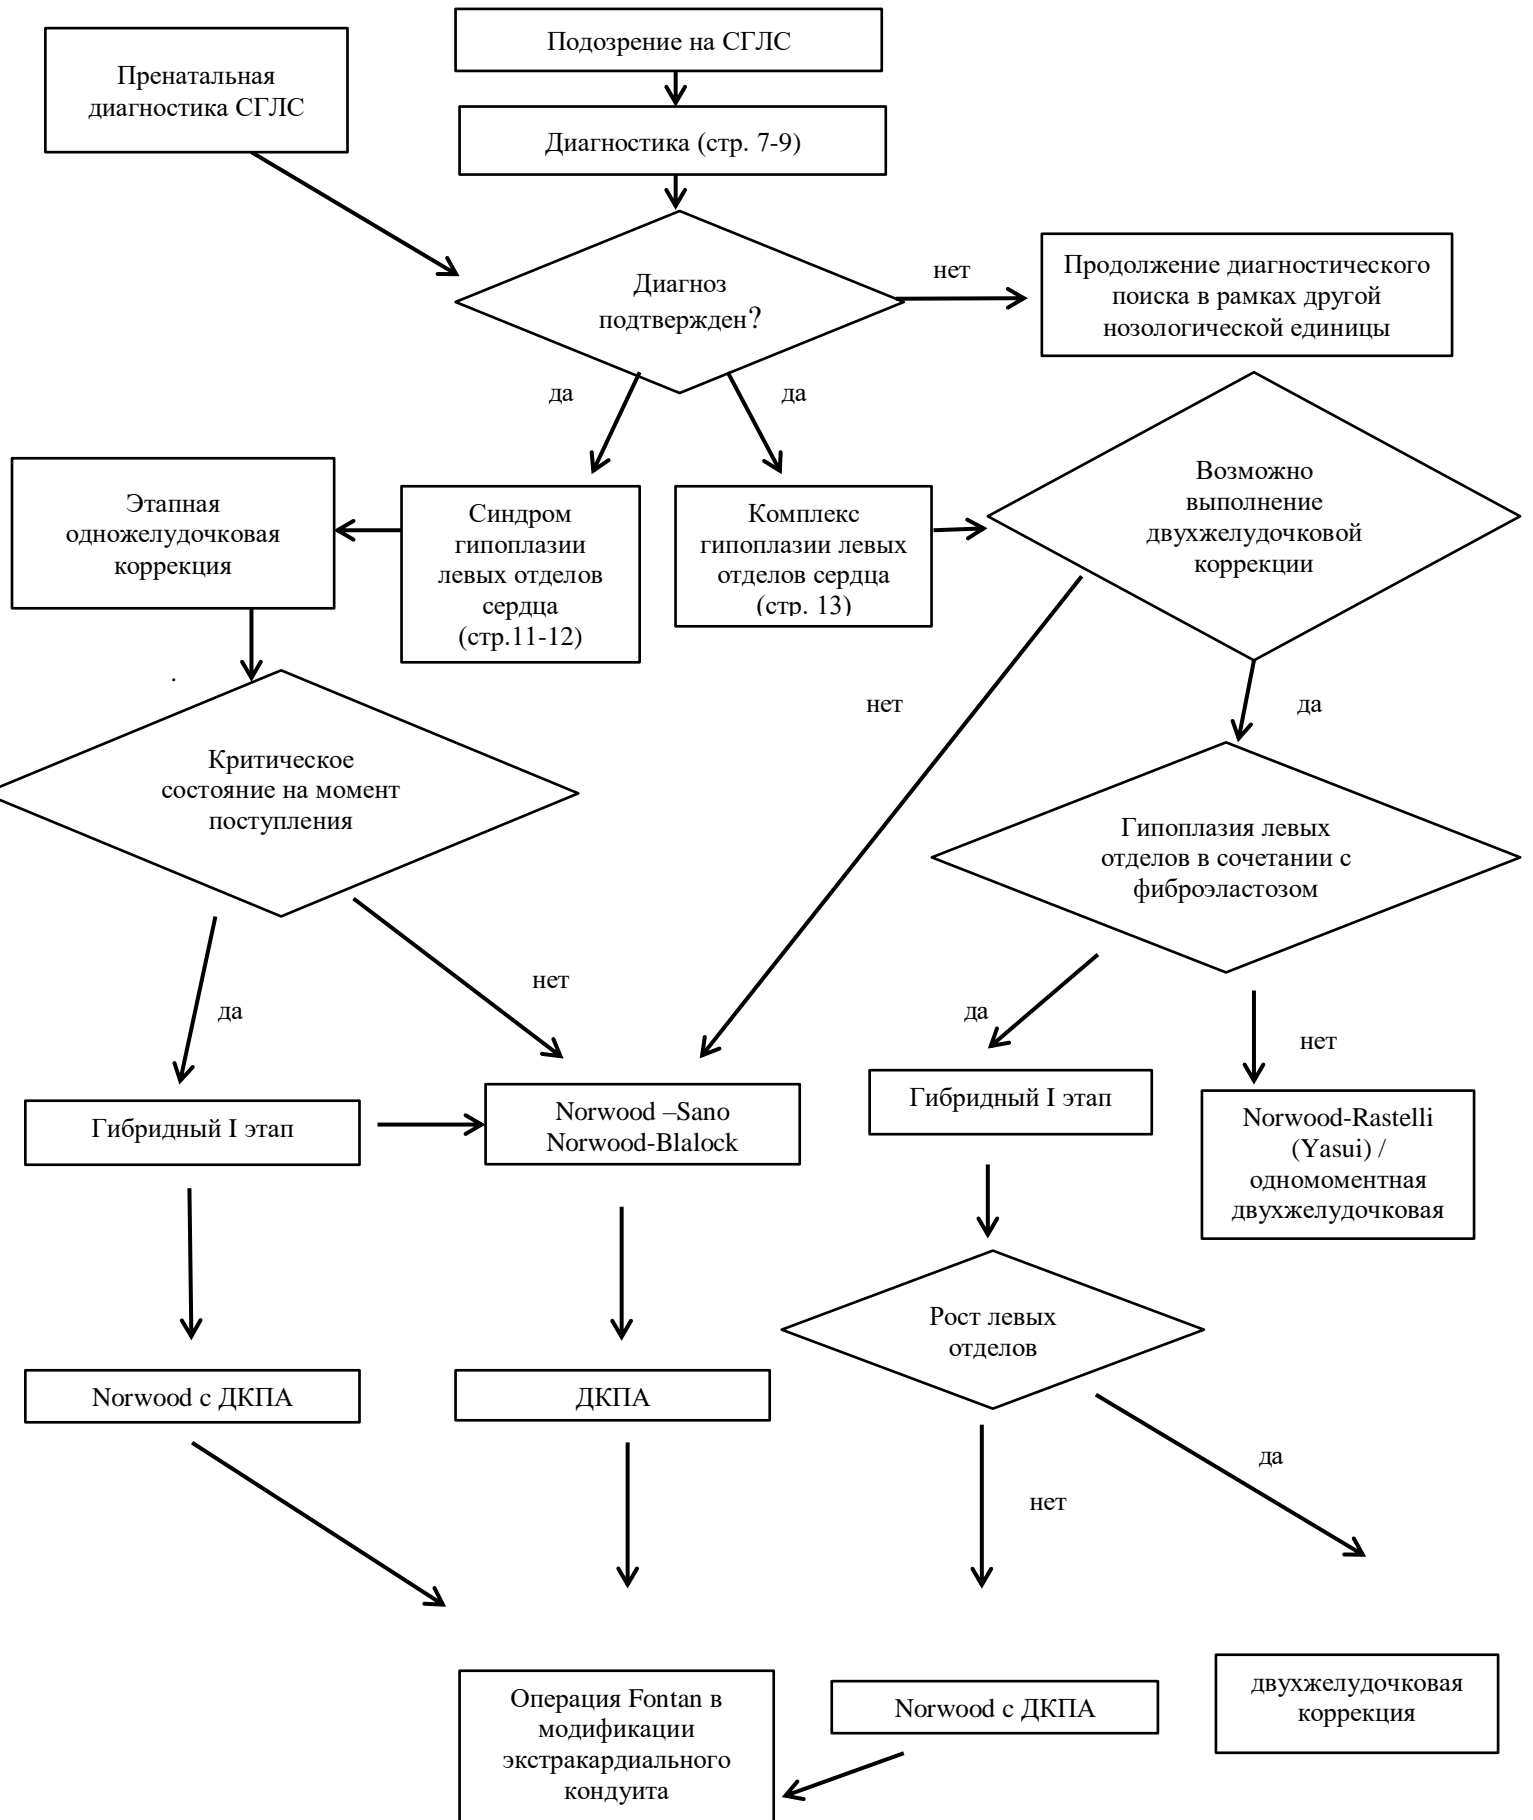 Подозрение на СГЛС
Пренатальная
диагностика СГЛС
Диагностика (стр. 7-9)
Диагноз
подтвержден?
нет
Продолжение диагностического
поиска в рамках другой
нозологической единицы
да
да
Этапная
одножелудочковая
коррекция
Синдром
гипоплазии
левых отделов
сердца
(стр.11-12)
Комплекс
гипоплазии левых
отделов сердца
(стр. 13)
Возможно
выполнение
двухжелудочковой
коррекции
.
нет
да
Критическое
состояние на момент
поступления
Гипоплазия левых
отделов в сочетании с
фиброэластозом
да
нет
да
нет
Гибридный I этап
Norwood –Sano
Norwood-Blalock
Гибридный I этап
Norwood-Rastelli
(Yasui) /
одномоментная
двухжелудочковая
Рост левых
отделов
Norwood с ДКПА
ДКПА
нет
да
Операция Fontan в
модификации
экстракардиального
кондуита
Norwood с ДКПА
двухжелудочковая
коррекция